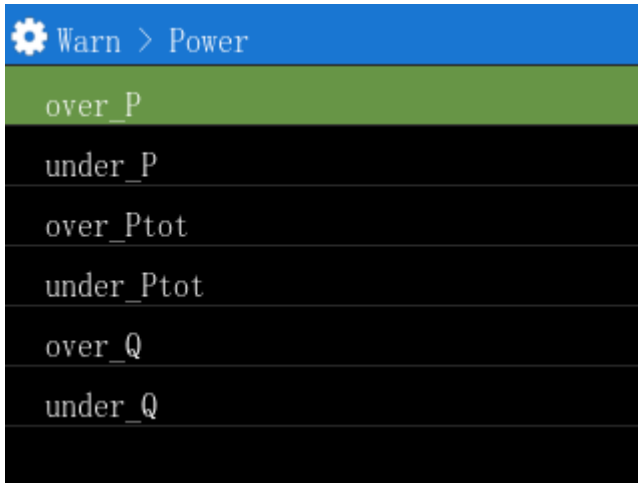 Warn > Power
over_P
under_P
over_Ptot
under_Ptot
over_Q
under_Q